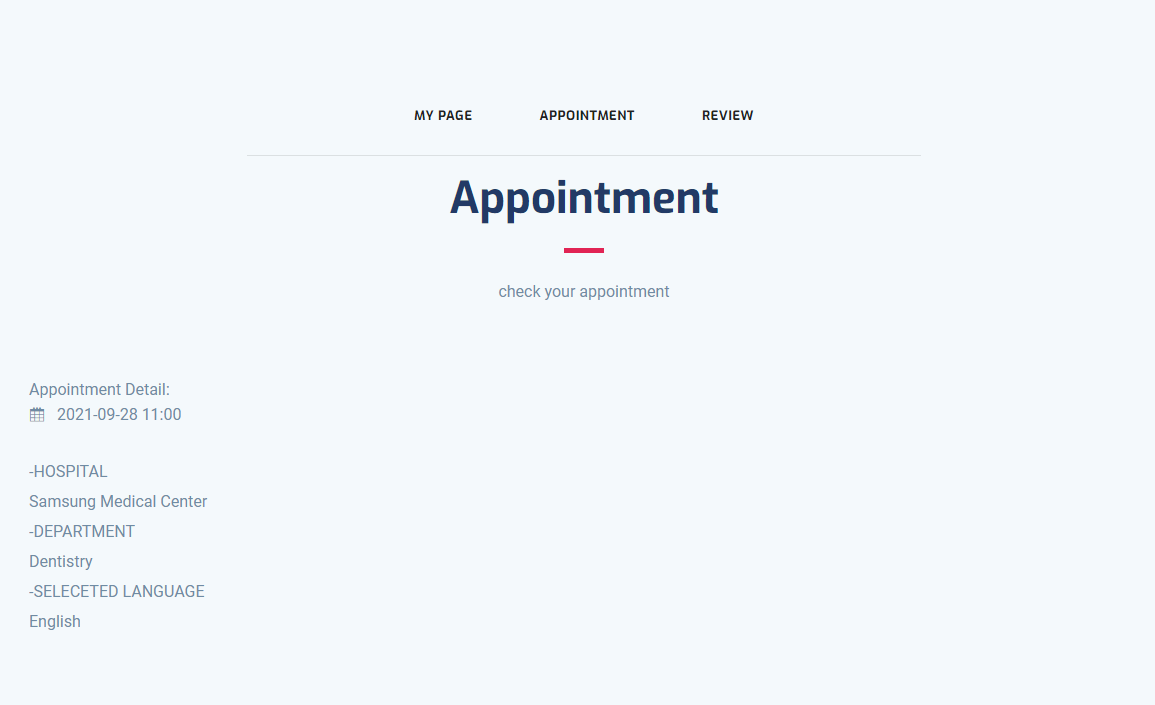 MY PAGE APPOINTMENT REVIEW
Appointment
check your appointment
Appointment Detail:
2021-09-28 11:00
-HOSPITAL
Samsung Medical Center
-DEPARTMENT
Dentistry
-SELECETED LANGUAGE
English